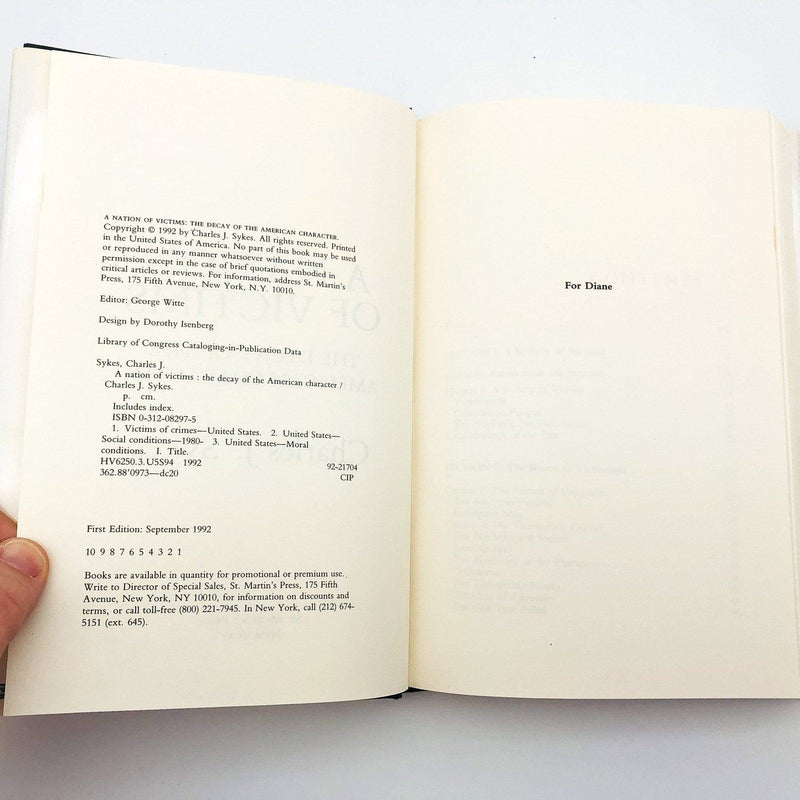 A NATION OF VICTIMS: THE DECAY OF THE AMERICAN CHARACTER.
Copyright © 1992 by Charles J. Sykes. All rights reserved. Printed
in the United States of America. No part of this book may be used
or reproduced in any manner whatsoever without written
permission except in the case of brief quotations embodied in
critical articles or reviews. For information, address St. Martin's
Press, 175 Fifth Avenue, New York, N.Y. 10010.
Editor: George Witte
Design by Dorothy Isenberg
Library of Congress Cataloging-in-Publication Data
Sykes, Charles J.
A nation of victims : the decay of the American character /
Charles J. Sykes.
p. cm.
Includes index.
ISBN 0-312-08297-5
1. Victims of crimes—United States. 2. United States—
Social conditions—1980- 3. United States—Moral
conditions. I. Title.
HV6250.3.U5S94 1992
362.88'0973—dc20
92-21704
CIP
First Edition: September 1992
10 9 8 7 6 5 4 3 2 1
Books are available in quantity for promotional or premium use.
Write to Director of Special Sales, St. Martin's Press, 175 Fifth
Avenue, New York, NY 10010, for information on discounts and
terms, or call toll-free (800) 221-7945. In New York, call (212) 674-
5151 (ext. 645).
For Diane